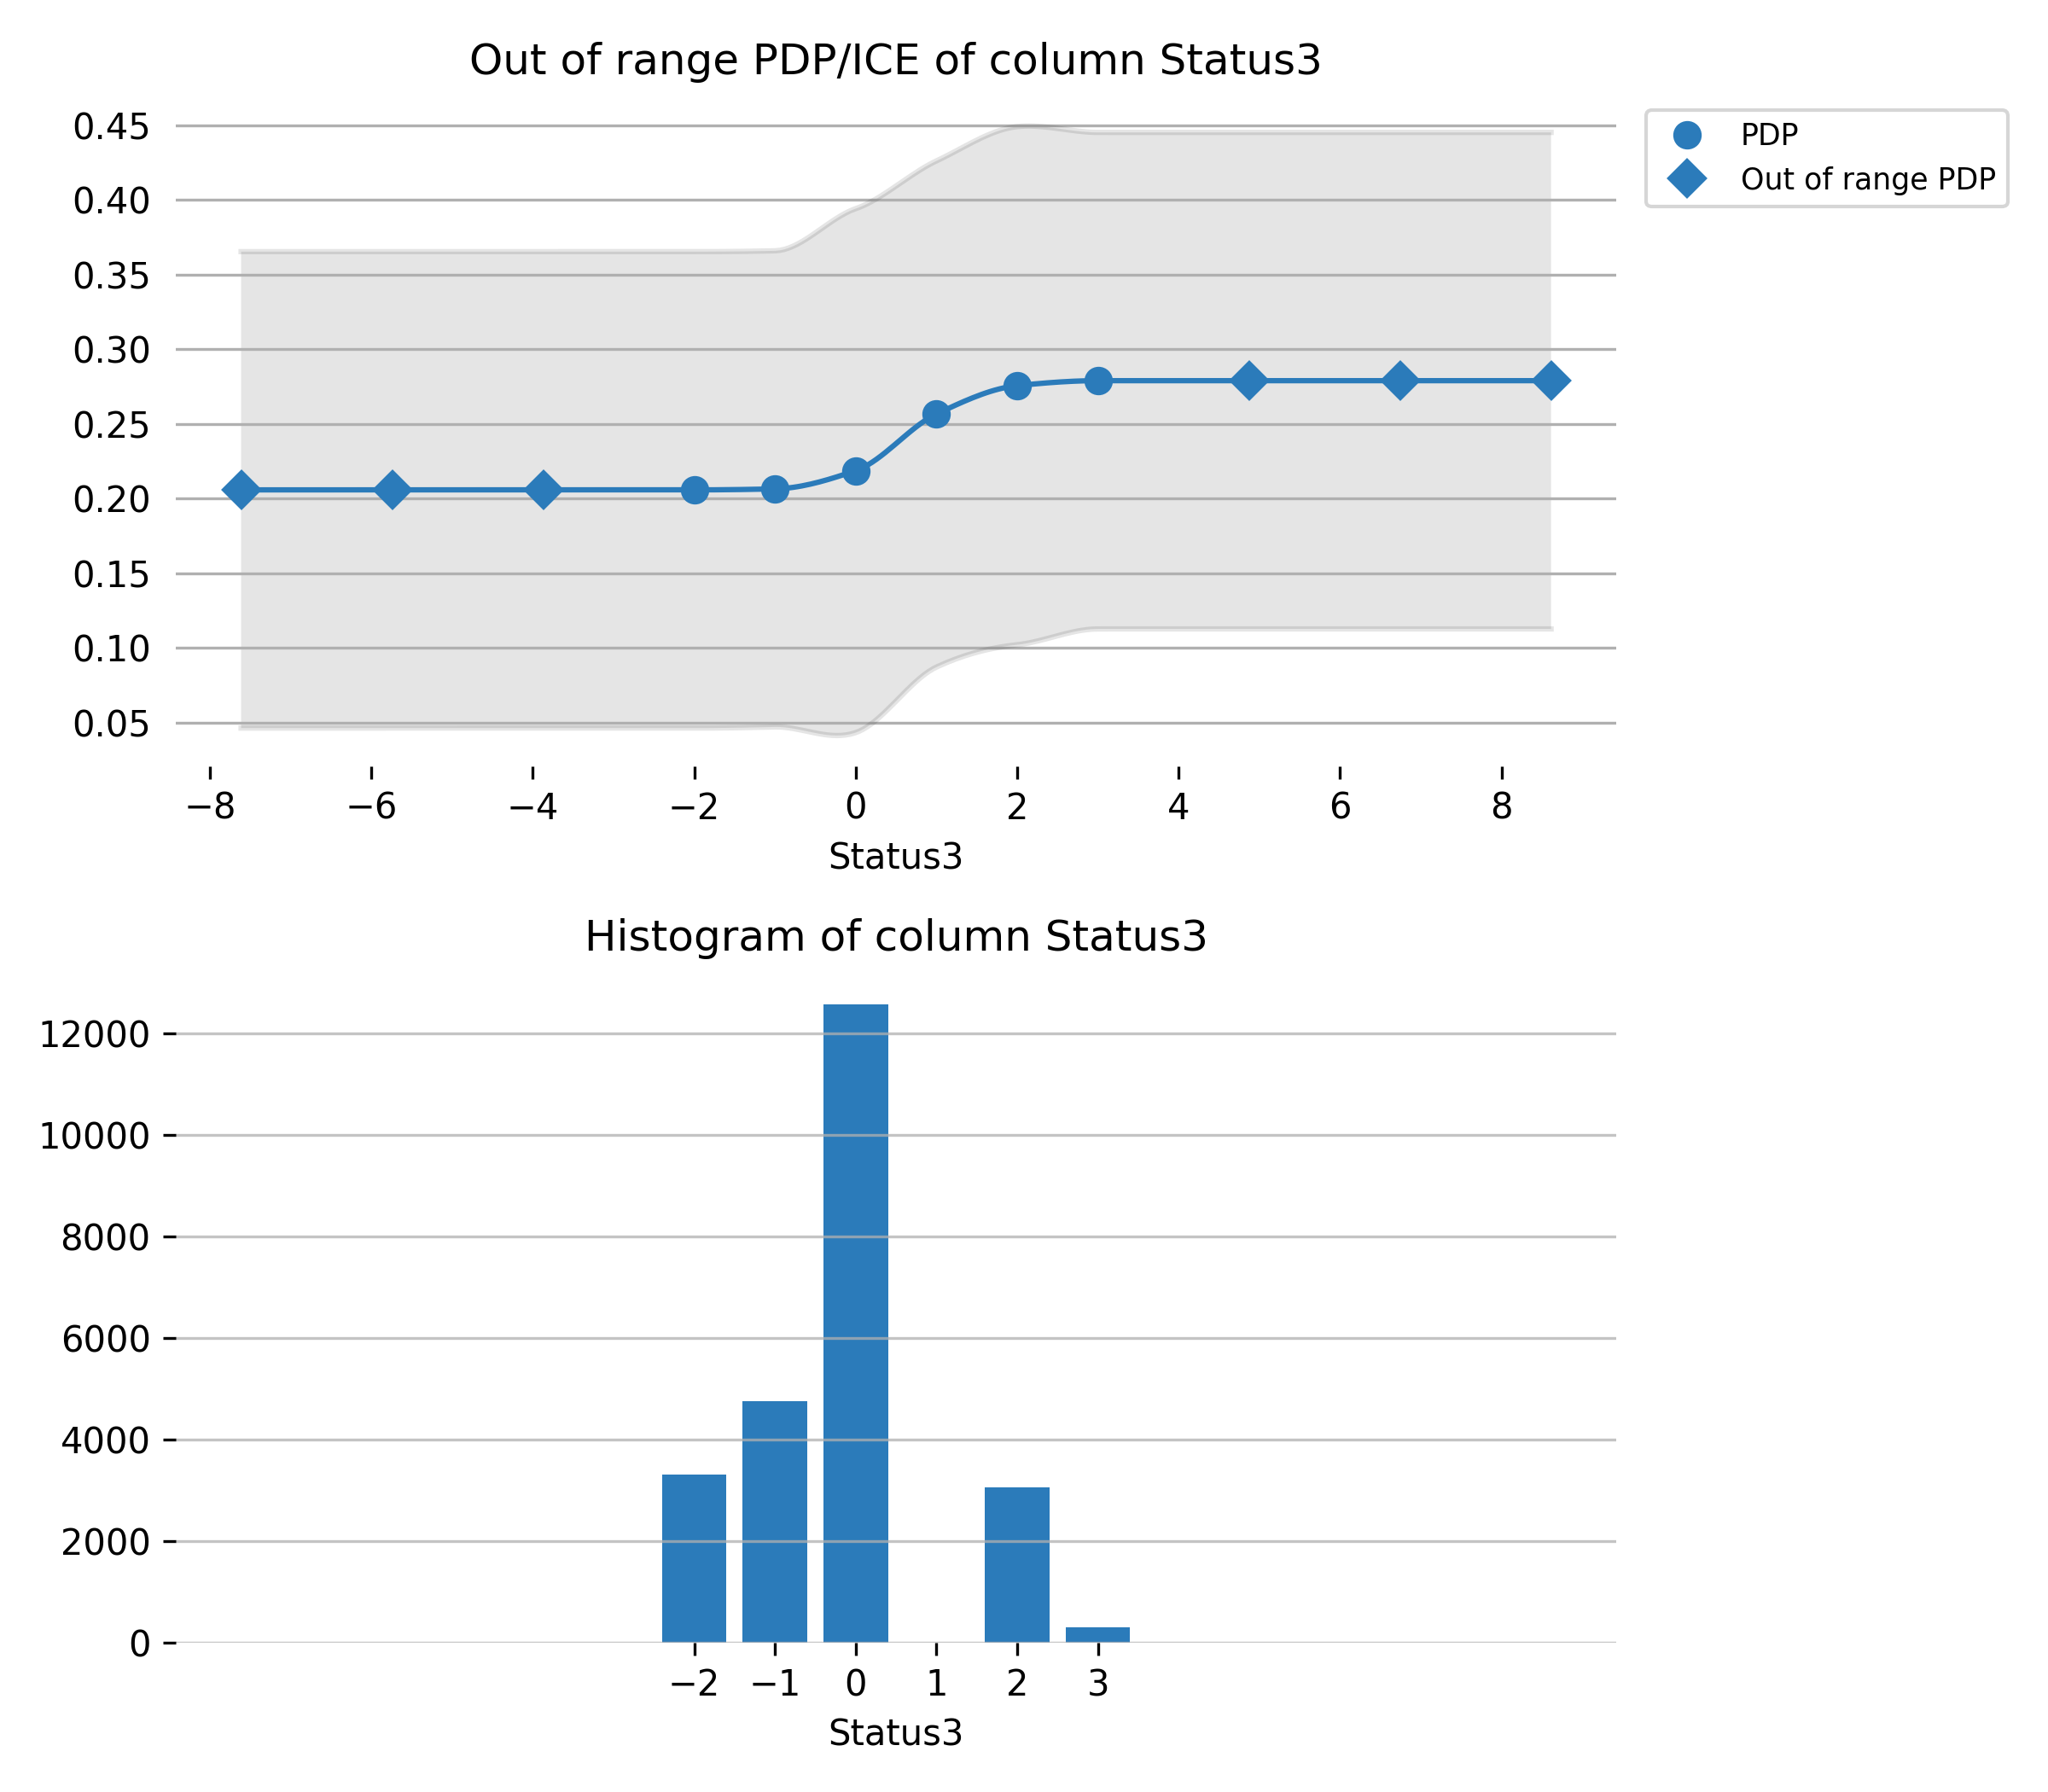 Out of range PDP/ICE of column Status3
PDP
Out of range PDP
0.45
0.40
0.35
0.30
0.25
0.20
0.15
0.10
0.05
−8 −6 −4 −2 0 2 4 6 8
Status3
Histogram of column Status3
12000
10000
8000
6000
4000
2000
0
−2 −1 0 1 2 3
Status3